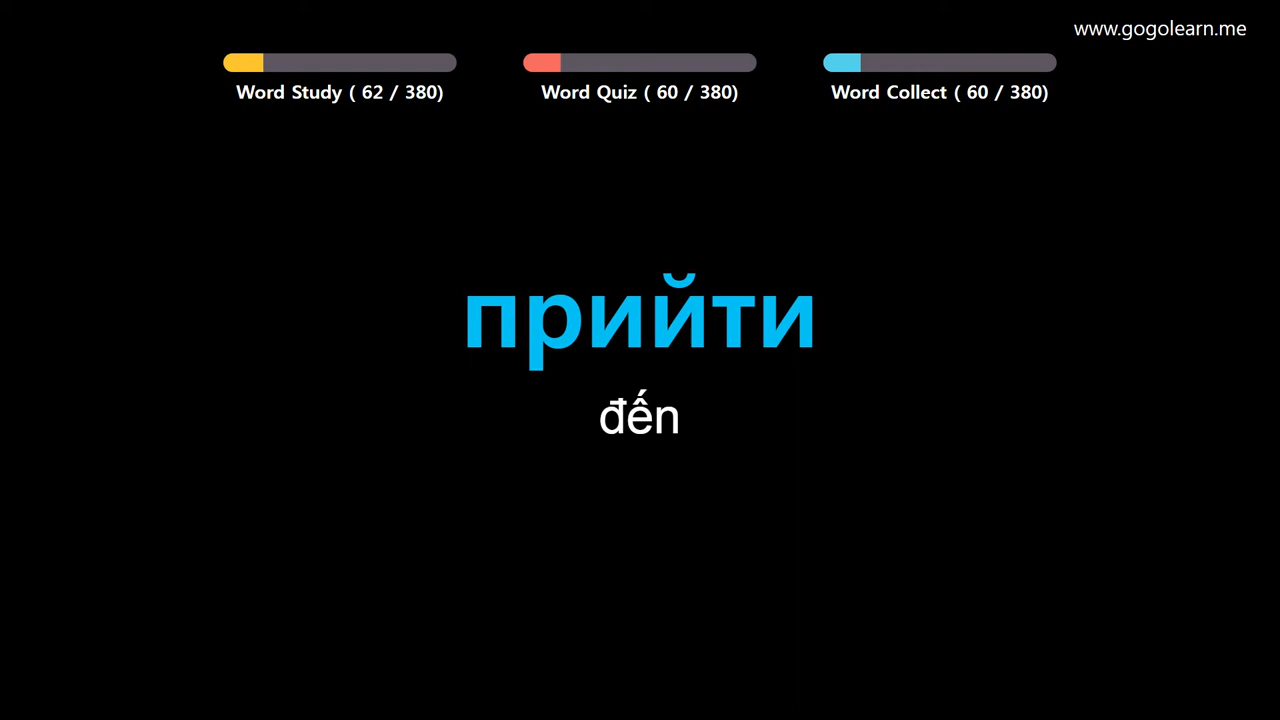 www.gogolearn.me
Word Study ( 62 / 380)
Word Quiz ( 60 / 380)
Word Collect ( 60 / 380)
прийти
đến